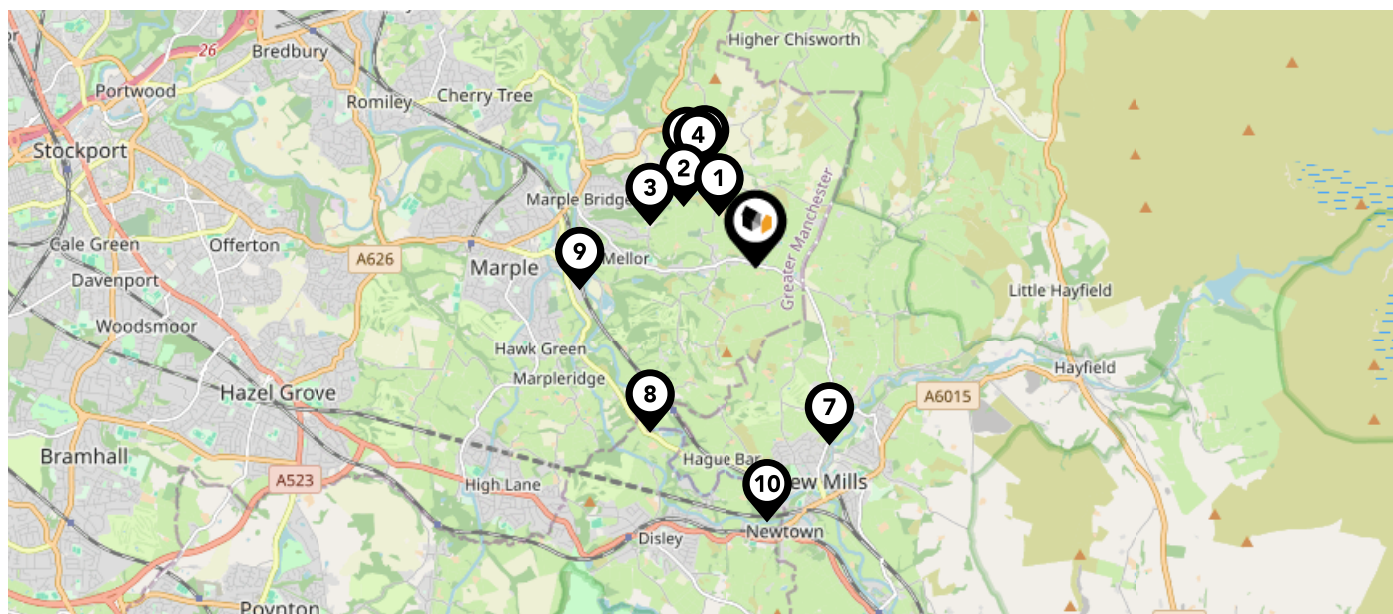 Higher Chisworth
26
Bredbury
Portwood
Romiley
Cherry Tree
Stockport
4
2
1
3
Marple Bridge
Greater Manchester
Cale Green
Offerton
A626
Marple
9
Mellor
Davenport
Little Hayfield
Woodsmoor
Hawk Green
Marpleridge
Hayfield
Hazel Grove
8
7
A6015
Bramhall
Hague Bar
A523
High Lane
10
ew Mills
Disley
Newtown
Poynton